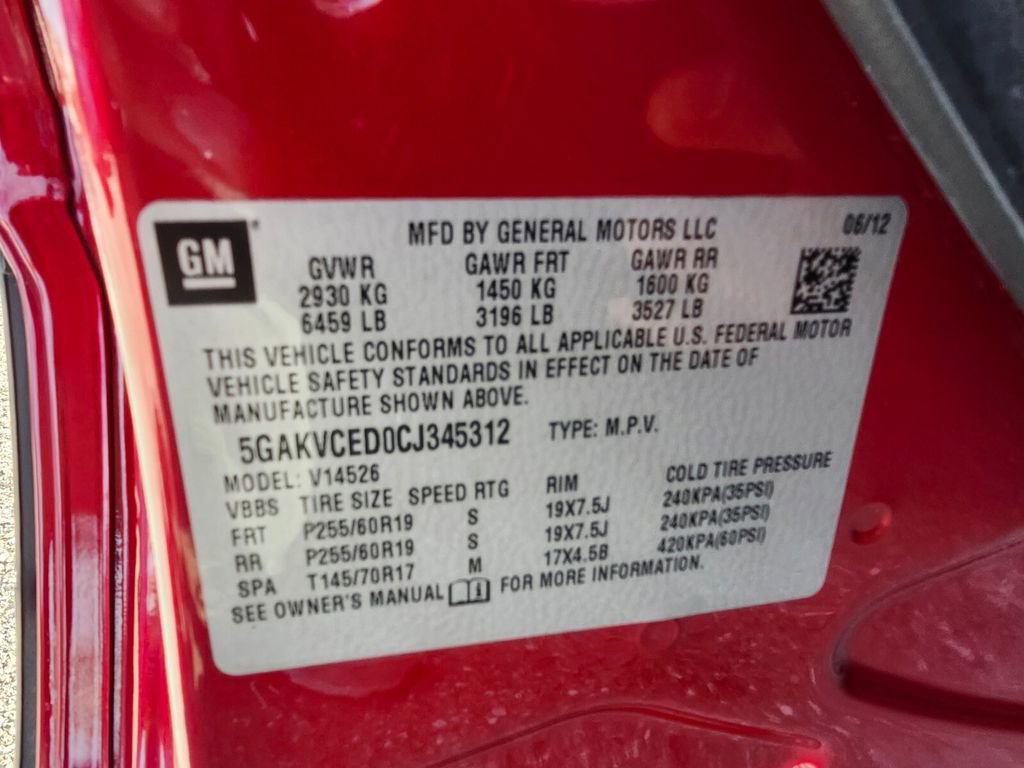 GM
MFD BY GENERAL MOTORS LLC 06/12
GVWR GAWR FRT GAWR RR
2930 KG 1450 KG 1600 KG
6459 LB 3196 LB 3527 LB
THIS VEHICLE CONFORMS TO ALL APPLICABLE U.S. FEDERAL MOTOR
VEHICLE SAFETY STANDARDS IN EFFECT ON THE DATE OF
MANUFACTURE SHOWN ABOVE.
5GAKVCED0CJ345312 TYPE: M.P.V.
MODEL: V14526
VBBS TIRE SIZE SPEED RTG RIM COLD TIRE PRESSURE
FRT P255/60R19 S 19X7.5J 240KPA(35PSI)
RR P255/60R19 S 19X7.5J 240KPA(35PSI)
SPA T145/70R17 M 17X4.5B 420KPA(60PSI)
SEE OWNER'S MANUAL FOR MORE INFORMATION.